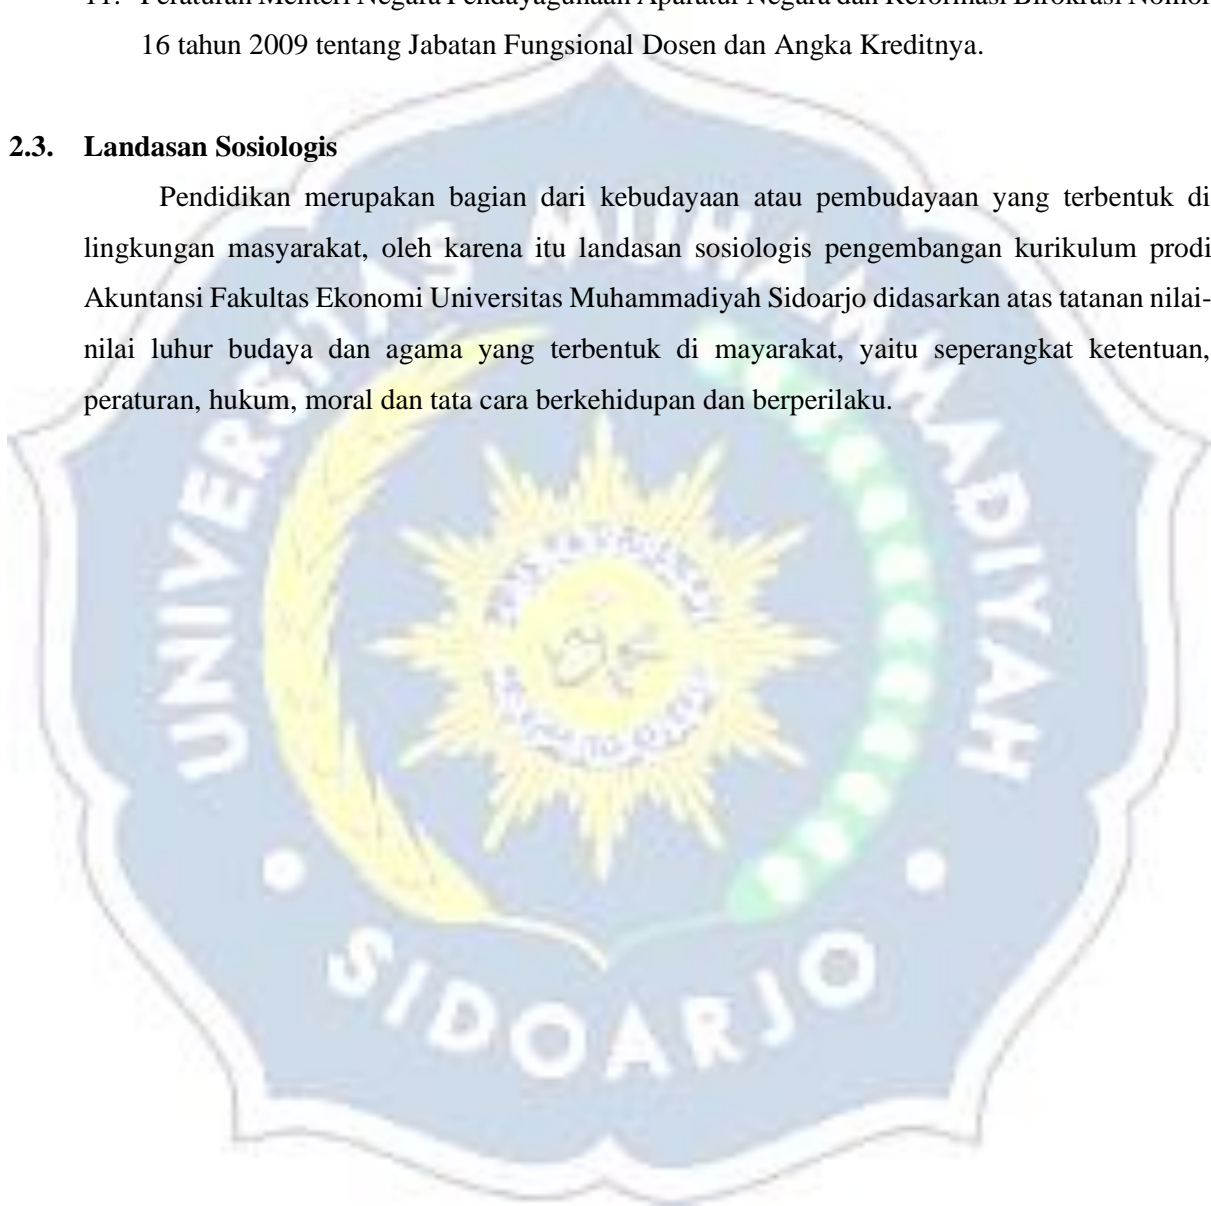 11. Peraturan Menteri Negara Pendayagunaan Aparatur Negara dan Reformasi Birokrasi Nomor
16 tahun 2009 tentang Jabatan Fungsional Dosen dan Angka Kreditnya.
2.3. Landasan Sosiologis
Pendidikan merupakan bagian dari kebudayaan atau pembudayaan yang terbentuk di
lingkungan masyarakat, oleh karena itu landasan sosiologis pengembangan kurikulum prodi
Akuntansi Fakultas Ekonomi Universitas Muhammadiyah Sidoarjo didasarkan atas tatanan nilai-
nilai luhur budaya dan agama yang terbentuk di mayarakat, yaitu seperangkat ketentuan,
peraturan, hukum, moral dan tata cara berkehidupan dan berperilaku.
UNIVERSITAS MUHAMMADIYAH
SIDOARJO